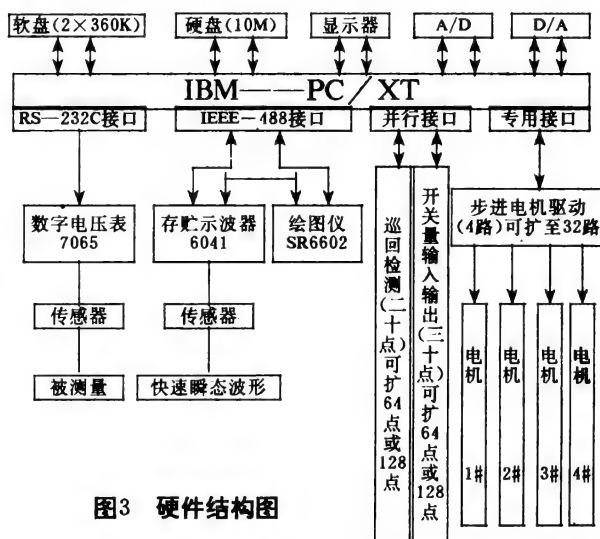 软盘(2×360K)
硬盘(10M)
显示器
A/D
D/A
IBM——PC/XT
RS—232C接口
IEEE-488接口
并行接口
专用接口
数字电压表
7065
存贮示波器
6041
绘图仪
SR6602
巡回检测(二十点)可扩64点或128点
开关量输入输出(三十点)可扩64点或128点
步进电机驱动
(4路)可扩至32路
传感器
传感器
被测量
快速瞬态波形
电机1#
电机2#
电机3#
电机4#
图3 硬件结构图